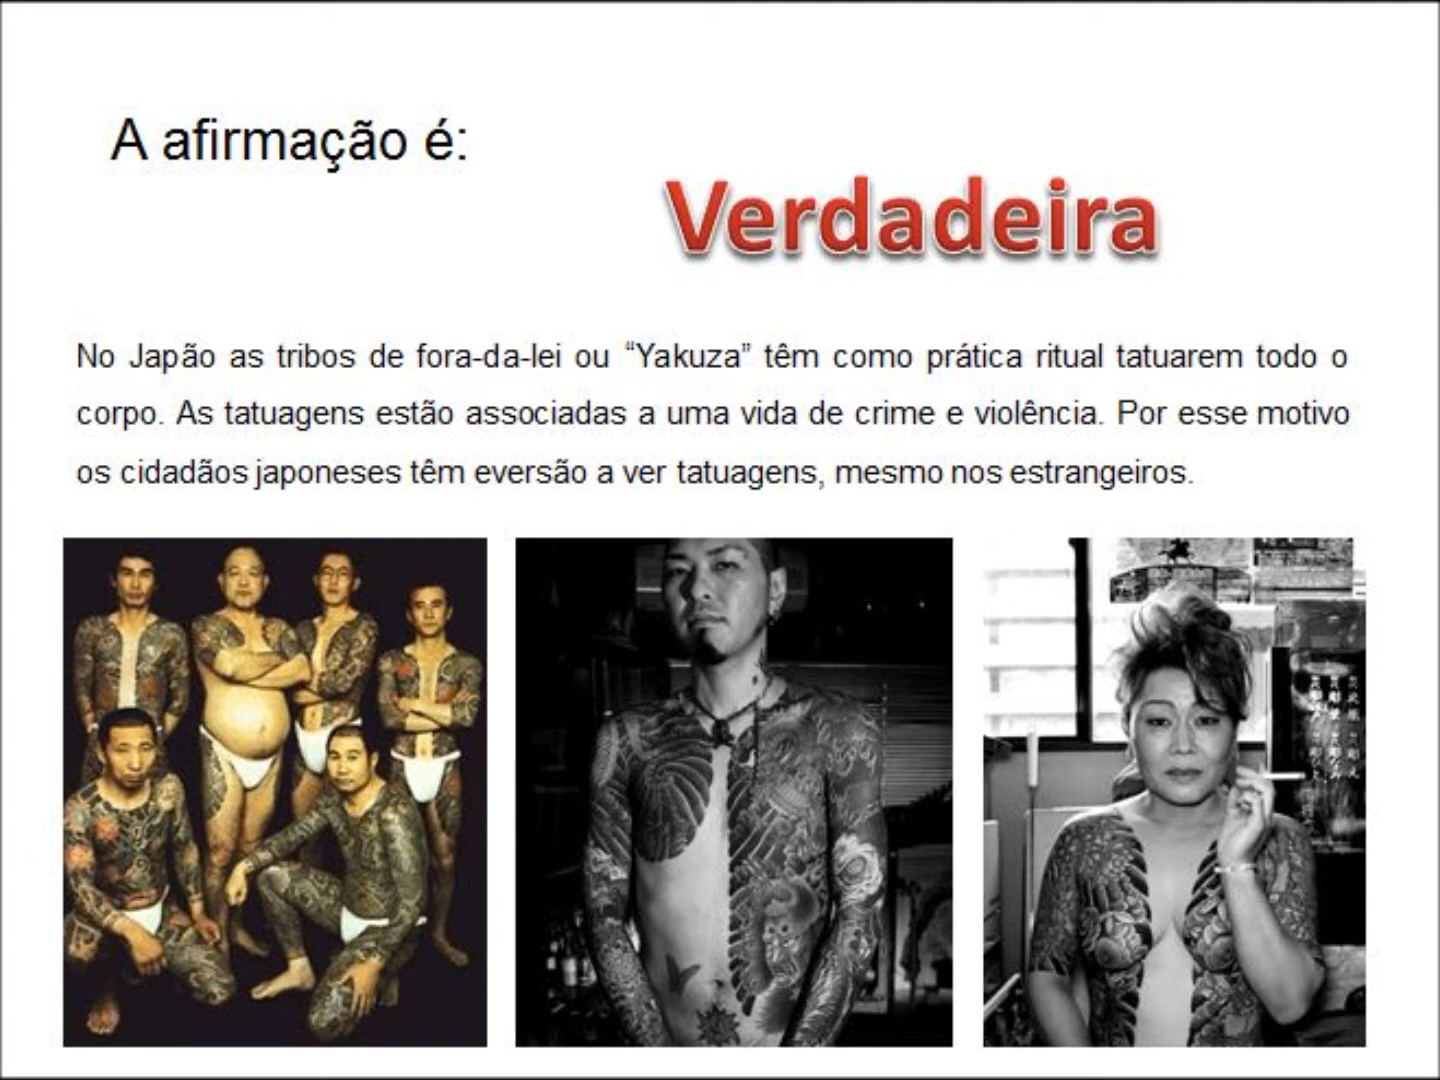 A afirmação é:
Verdadeira
No Japão as tribos de fora-da-lei ou “Yakuza” têm como prática ritual tatuarem todo o
corpo. As tatuagens estão associadas a uma vida de crime e violência. Por esse motivo
os cidadãos japoneses têm eversão a ver tatuagens, mesmo nos estrangeiros.